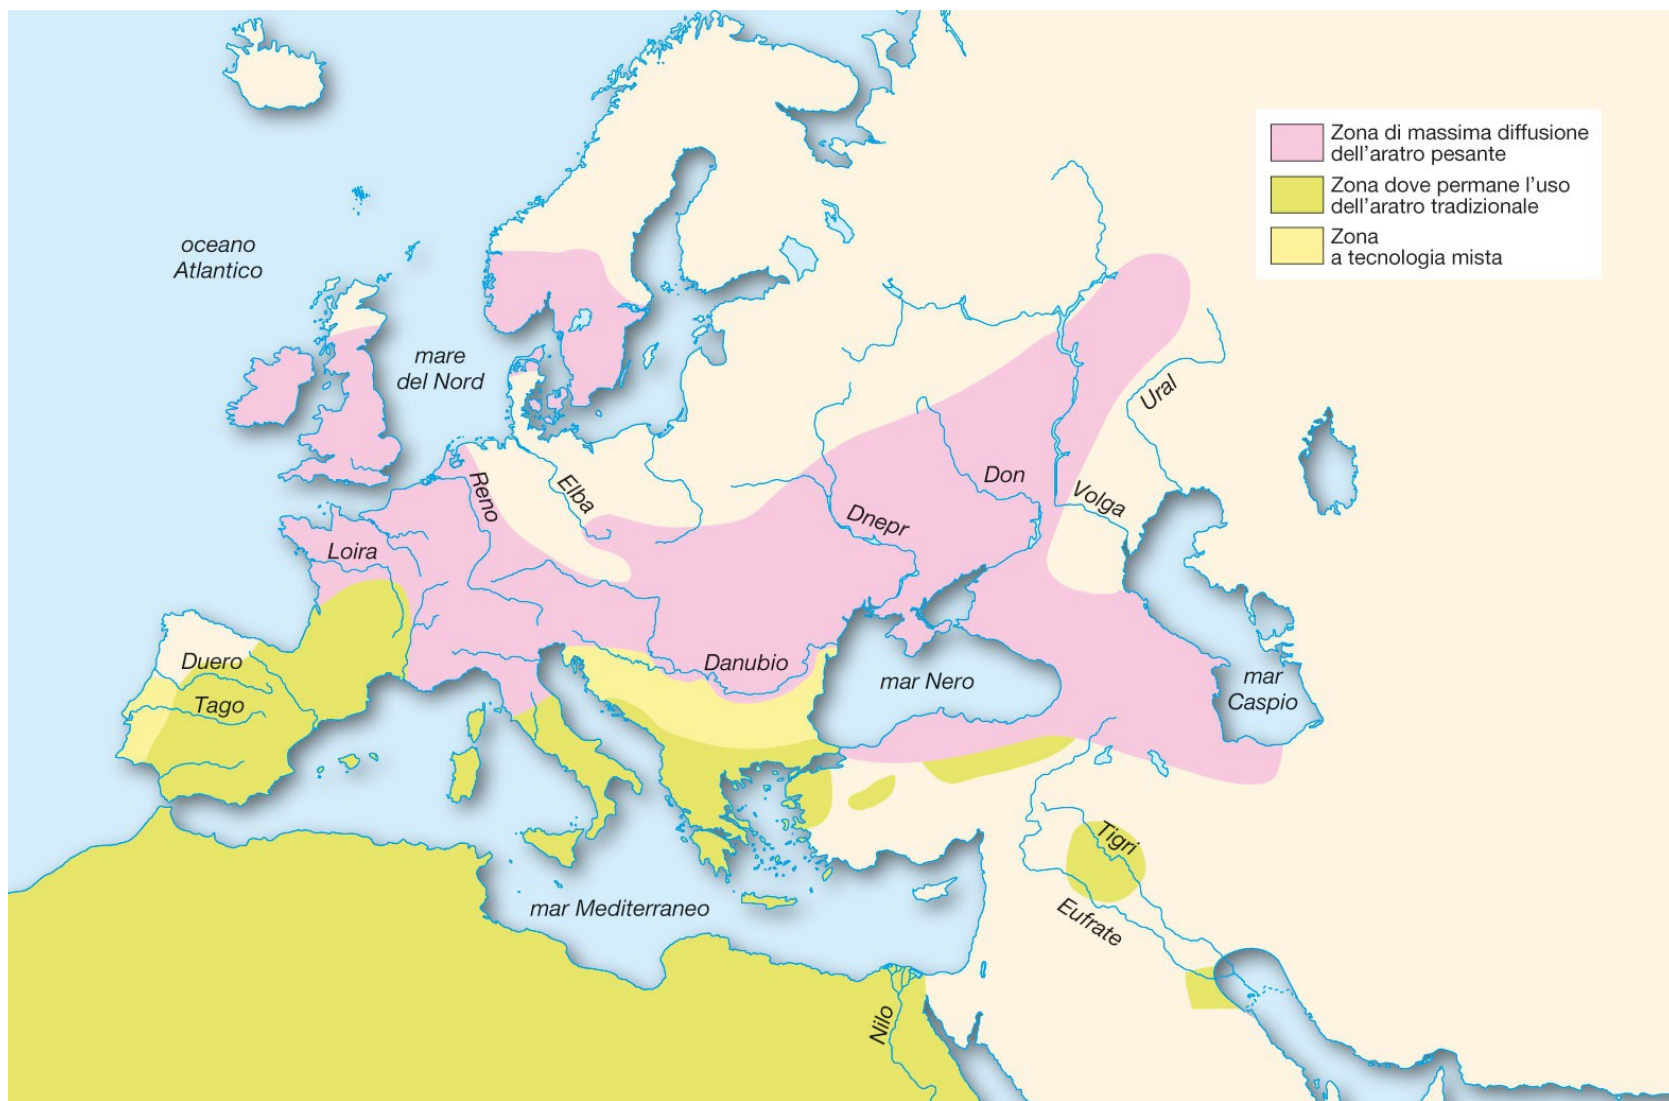 Zona di massima diffusione
dell'aratro pesante
Zona dove permane l'uso
dell'aratro tradizionale
Zona
a tecnologia mista
oceano
Atlantico
mare
del Nord
Ural
Reno
Elba
Don
Volga
Dnepr
Loira
Duero
Danubio
Tago
mar Nero
mar
Caspio
Tigri
mar Mediterraneo
Eufrate
Nilo